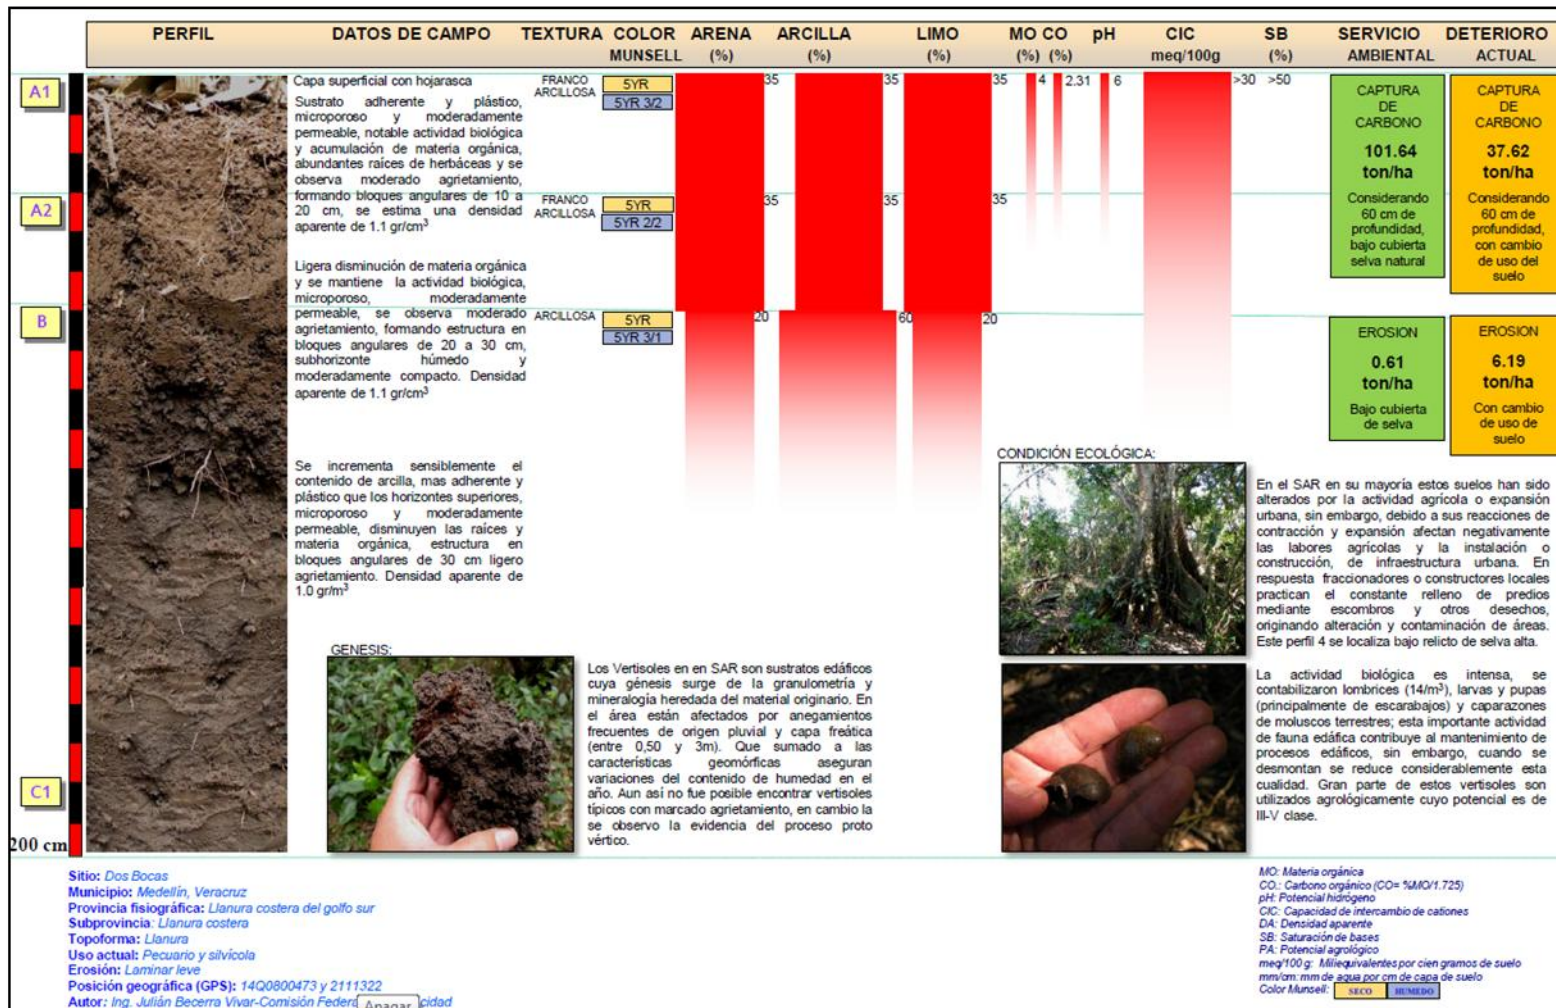 PERFIL DATOS DE CAMPO TEXTURA COLOR ARENA ARCILLA LIMO MO CO pH CIC SB SERVICIO DETERIORO
MUNSELL (%) (%) (%) (%) (%) meq/100g (%) AMBIENTAL ACTUAL
A1
Capa superficial con hojarasca
Sustrato adherente y plástico,
microporoso y moderadamente
permeable, notable actividad biológica
y acumulación de materia orgánica,
abundantes raíces de herbáceas y se
observa moderado agrietamiento,
formando bloques angulares de 10 a
20 cm, se estima una densidad
aparente de 1.1 gr/cm³
FRANCO
ARCILLOSA
5YR
5YR 3/2
35 35 35 4 2.31 6 >30 >50
CAPTURA
DE
CARBONO
101.64
ton/ha
Considerando
60 cm de
profundidad,
bajo cubierta
selva natural
CAPTURA
DE
CARBONO
37.62
ton/ha
Considerando
60 cm de
profundidad,
con cambio
de uso del
suelo
A2
FRANCO
ARCILLOSA
5YR
5YR 2/2
35 35 35
Ligera disminución de materia orgánica
y se mantiene la actividad biológica,
microporoso, moderadamente
permeable, se observa moderado
agrietamiento, formando estructura en
bloques angulares de 20 a 30 cm,
subhorizonte húmedo y
moderadamente compacto. Densidad
aparente de 1.1 gr/cm³
B
ARCILLOSA
5YR
5YR 3/1
20 60 20
EROSION
0.61
ton/ha
Bajo cubierta
de selva
EROSION
6.19
ton/ha
Con cambio
de uso de
suelo
Se incrementa sensiblemente el
contenido de arcilla, mas adherente y
plástico que los horizontes superiores,
microporoso y moderadamente
permeable, disminuyen las raíces y
materia orgánica, estructura en
bloques angulares de 30 cm ligero
agrietamiento. Densidad aparente de
1.0 gr/m³
CONDICIÓN ECOLÓGICA:
En el SAR en su mayoría estos suelos han sido
alterados por la actividad agrícola o expansión
urbana, sin embargo, debido a sus reacciones de
contracción y expansión afectan negativamente
las labores agrícolas y la instalación o
construcción, de infraestructura urbana. En
respuesta fraccionadores o constructores locales
practican el constante relleno de predios
mediante escombros y otros desechos,
originando alteración y contaminación de áreas.
Este perfil 4 se localiza bajo relicto de selva alta.
GENESIS:
Los Vertisoles en en SAR son sustratos edáficos
cuya génesis surge de la granulometría y
mineralogía heredada del material originario. En
el área están afectados por anegamientos
frecuentes de origen pluvial y capa freática
(entre 0,50 y 3m). Que sumado a las
características geomórficas aseguran
variaciones del contenido de humedad en el
año. Aun así no fue posible encontrar vertisoles
típicos con marcado agrietamiento, en cambio la
se observo la evidencia del proceso proto
vértico.
La actividad biológica es intensa, se
contabilizaron lombrices (14/m³), larvas y pupas
(principalmente de escarabajos) y caparazones
de moluscos terrestres; esta importante actividad
de fauna edáfica contribuye al mantenimiento de
procesos edáficos, sin embargo, cuando se
desmontan se reduce considerablemente esta
cualidad. Gran parte de estos vertisoles son
utilizados agrológicamente cuyo potencial es de
III-V clase.
C1
200 cm
Sitio: Dos Bocas
Municipio: Medellín, Veracruz
Provincia fisiográfica: Llanura costera del golfo sur
Subprovincia: Llanura costera
Topoforma: Llanura
Uso actual: Pecuario y silvícola
Erosión: Laminar leve
Posición geográfica (GPS): 14Q0800473 y 2111322
Autor: Ing. Julián Becerra Vivar-Comisión Federa Apagar cidad
MO: Materia orgánica
CO.: Carbono orgánico (CO= %MO/1.725)
pH: Potencial hidrógeno
CIC: Capacidad de intercambio de cationes
DA: Densidad aparente
SB: Saturación de bases
PA: Potencial agrológico
meq/100 g: Miliequivalentes por cien gramos de suelo
mm/cm: mm de agua por cm de capa de suelo
Color Munsell: SECO HUMEDO